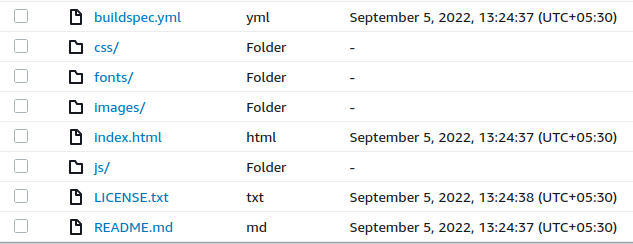 buildspec.yml yml September 5, 2022, 13:24:37 (UTC+05:30)
css/ Folder -
fonts/ Folder -
images/ Folder -
index.html html September 5, 2022, 13:24:37 (UTC+05:30)
js/ Folder -
LICENSE.txt txt September 5, 2022, 13:24:38 (UTC+05:30)
README.md md September 5, 2022, 13:24:37 (UTC+05:30)